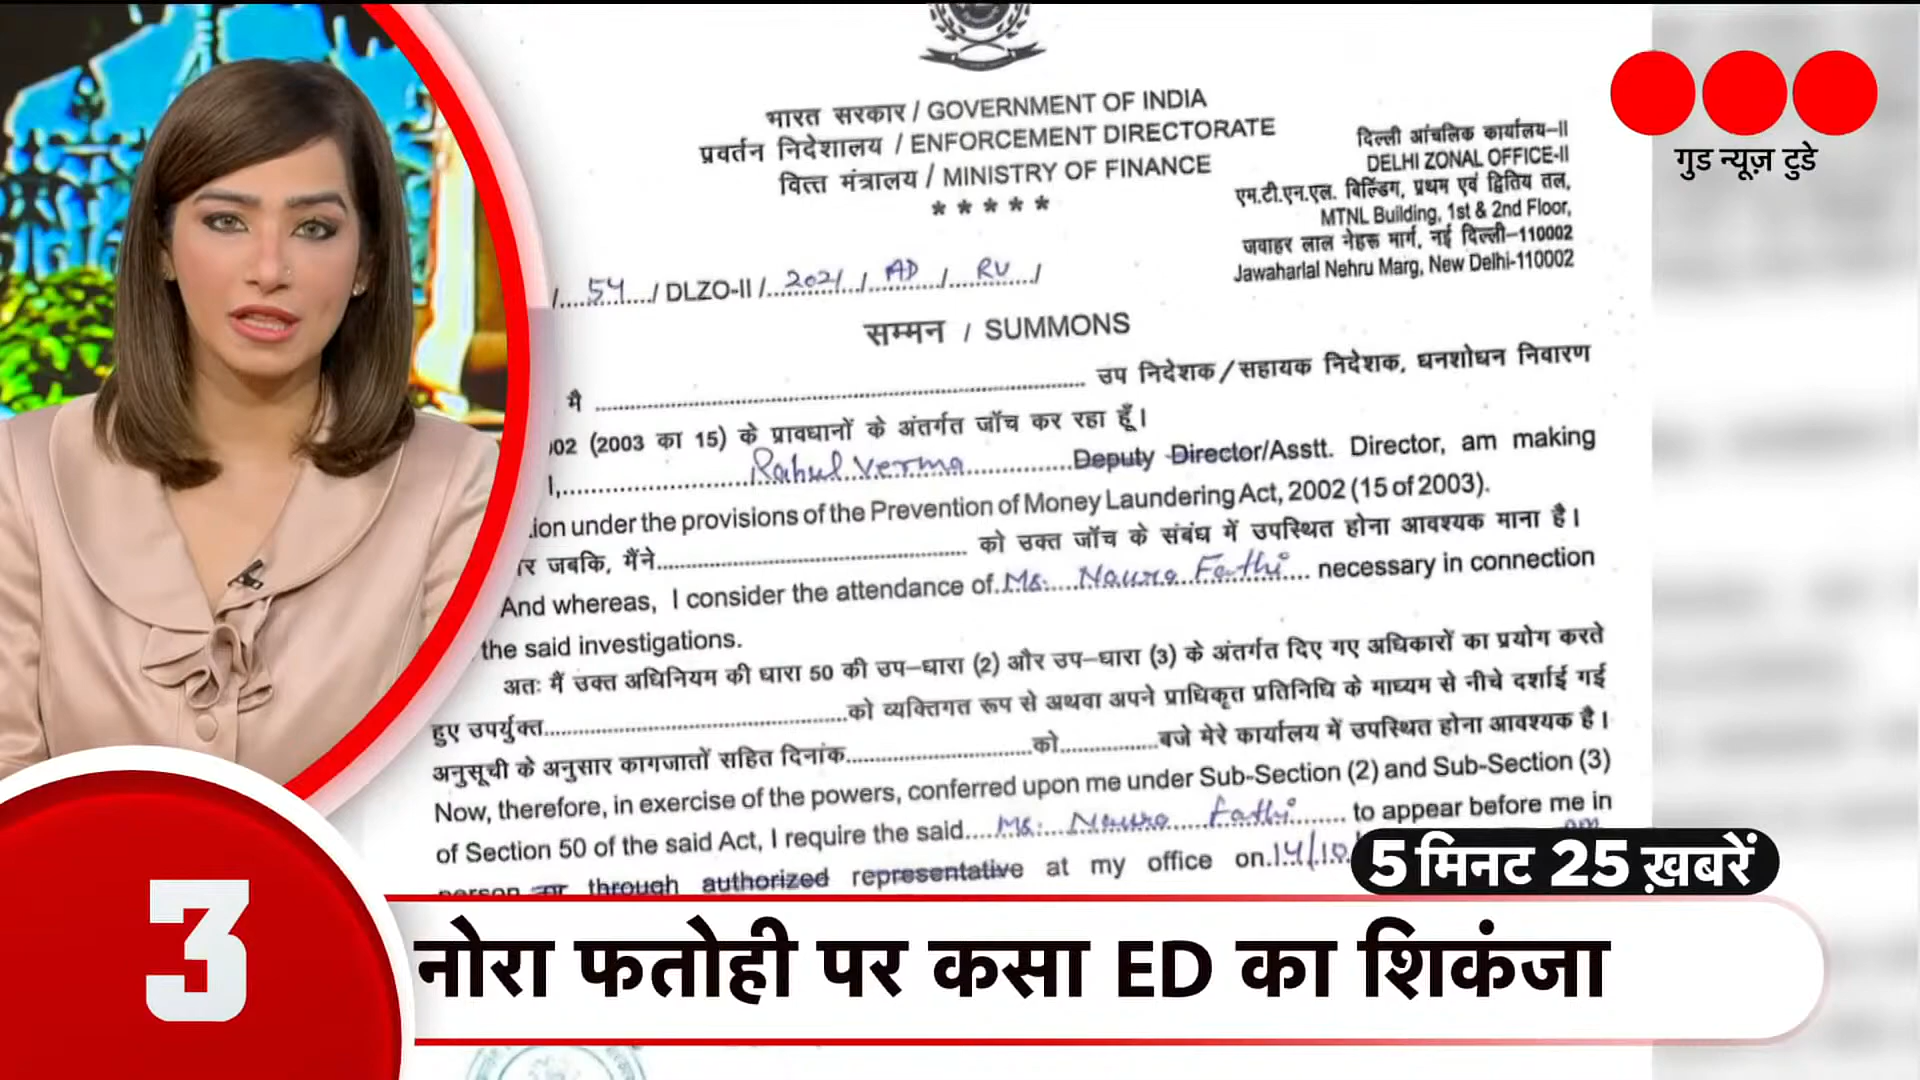 भारत सरकार / GOVERNMENT OF INDIA
प्रवर्तन निदेशालय / ENFORCEMENT DIRECTORATE
वित्त मंत्रालय / MINISTRY OF FINANCE
*****
दिल्ली आंचलिक कार्यालय–II
DELHI ZONAL OFFICE-II
एम.टी.एन.एल. बिल्डिंग, प्रथम एवं द्वितिय तल,
MTNL Building, 1st & 2nd Floor,
जवाहर लाल नेहरू मार्ग, नई दिल्ली–110002
Jawaharlal Nehru Marg, New Delhi-110002
गुड न्यूज़ टुडे
/....54..../ DLZO-II /...2021.../...AD.../...RV.../
सम्मन / SUMMONS
मै ........ उप निदेशक/सहायक निदेशक, धनशोधन निवारण
02 (2003 का 15) के प्रावधानों के अंतर्गत जॉच कर रहा हूँ।
I,........Rahul Verma........Deputy Director/Asstt. Director, am making
ion under the provisions of the Prevention of Money Laundering Act, 2002 (15 of 2003).
र जबकि, मैंने........ को उक्त जॉच के संबंध में उपस्थित होना आवश्यक माना है।
And whereas, I consider the attendance of..Ms....Naura Fathi.... necessary in connection
the said investigations.
अतः मैं उक्त अधिनियम की धारा 50 की उप–धारा (2) और उप–धारा (3) के अंतर्गत दिए गए अधिकारों का प्रयोग करते
हुए उपर्युक्त........को व्यक्तिगत रूप से अथवा अपने प्राधिकृत प्रतिनिधि के माध्यम से नीचे दर्शाई गई
अनुसूची के अनुसार कागजातों सहित दिनांक........को........बजे मेरे कार्यालय में उपस्थित होना आवश्यक है।
Now, therefore, in exercise of the powers, conferred upon me under Sub-Section (2) and Sub-Section (3)
of Section 50 of the said Act, I require the said....Ms. Naura Fathi.... to appear before me in
person or through authorized representative at my office on.14/10
5 मिनट 25 ख़बरें
3
नोरा फतोही पर कसा ED का शिकंजा